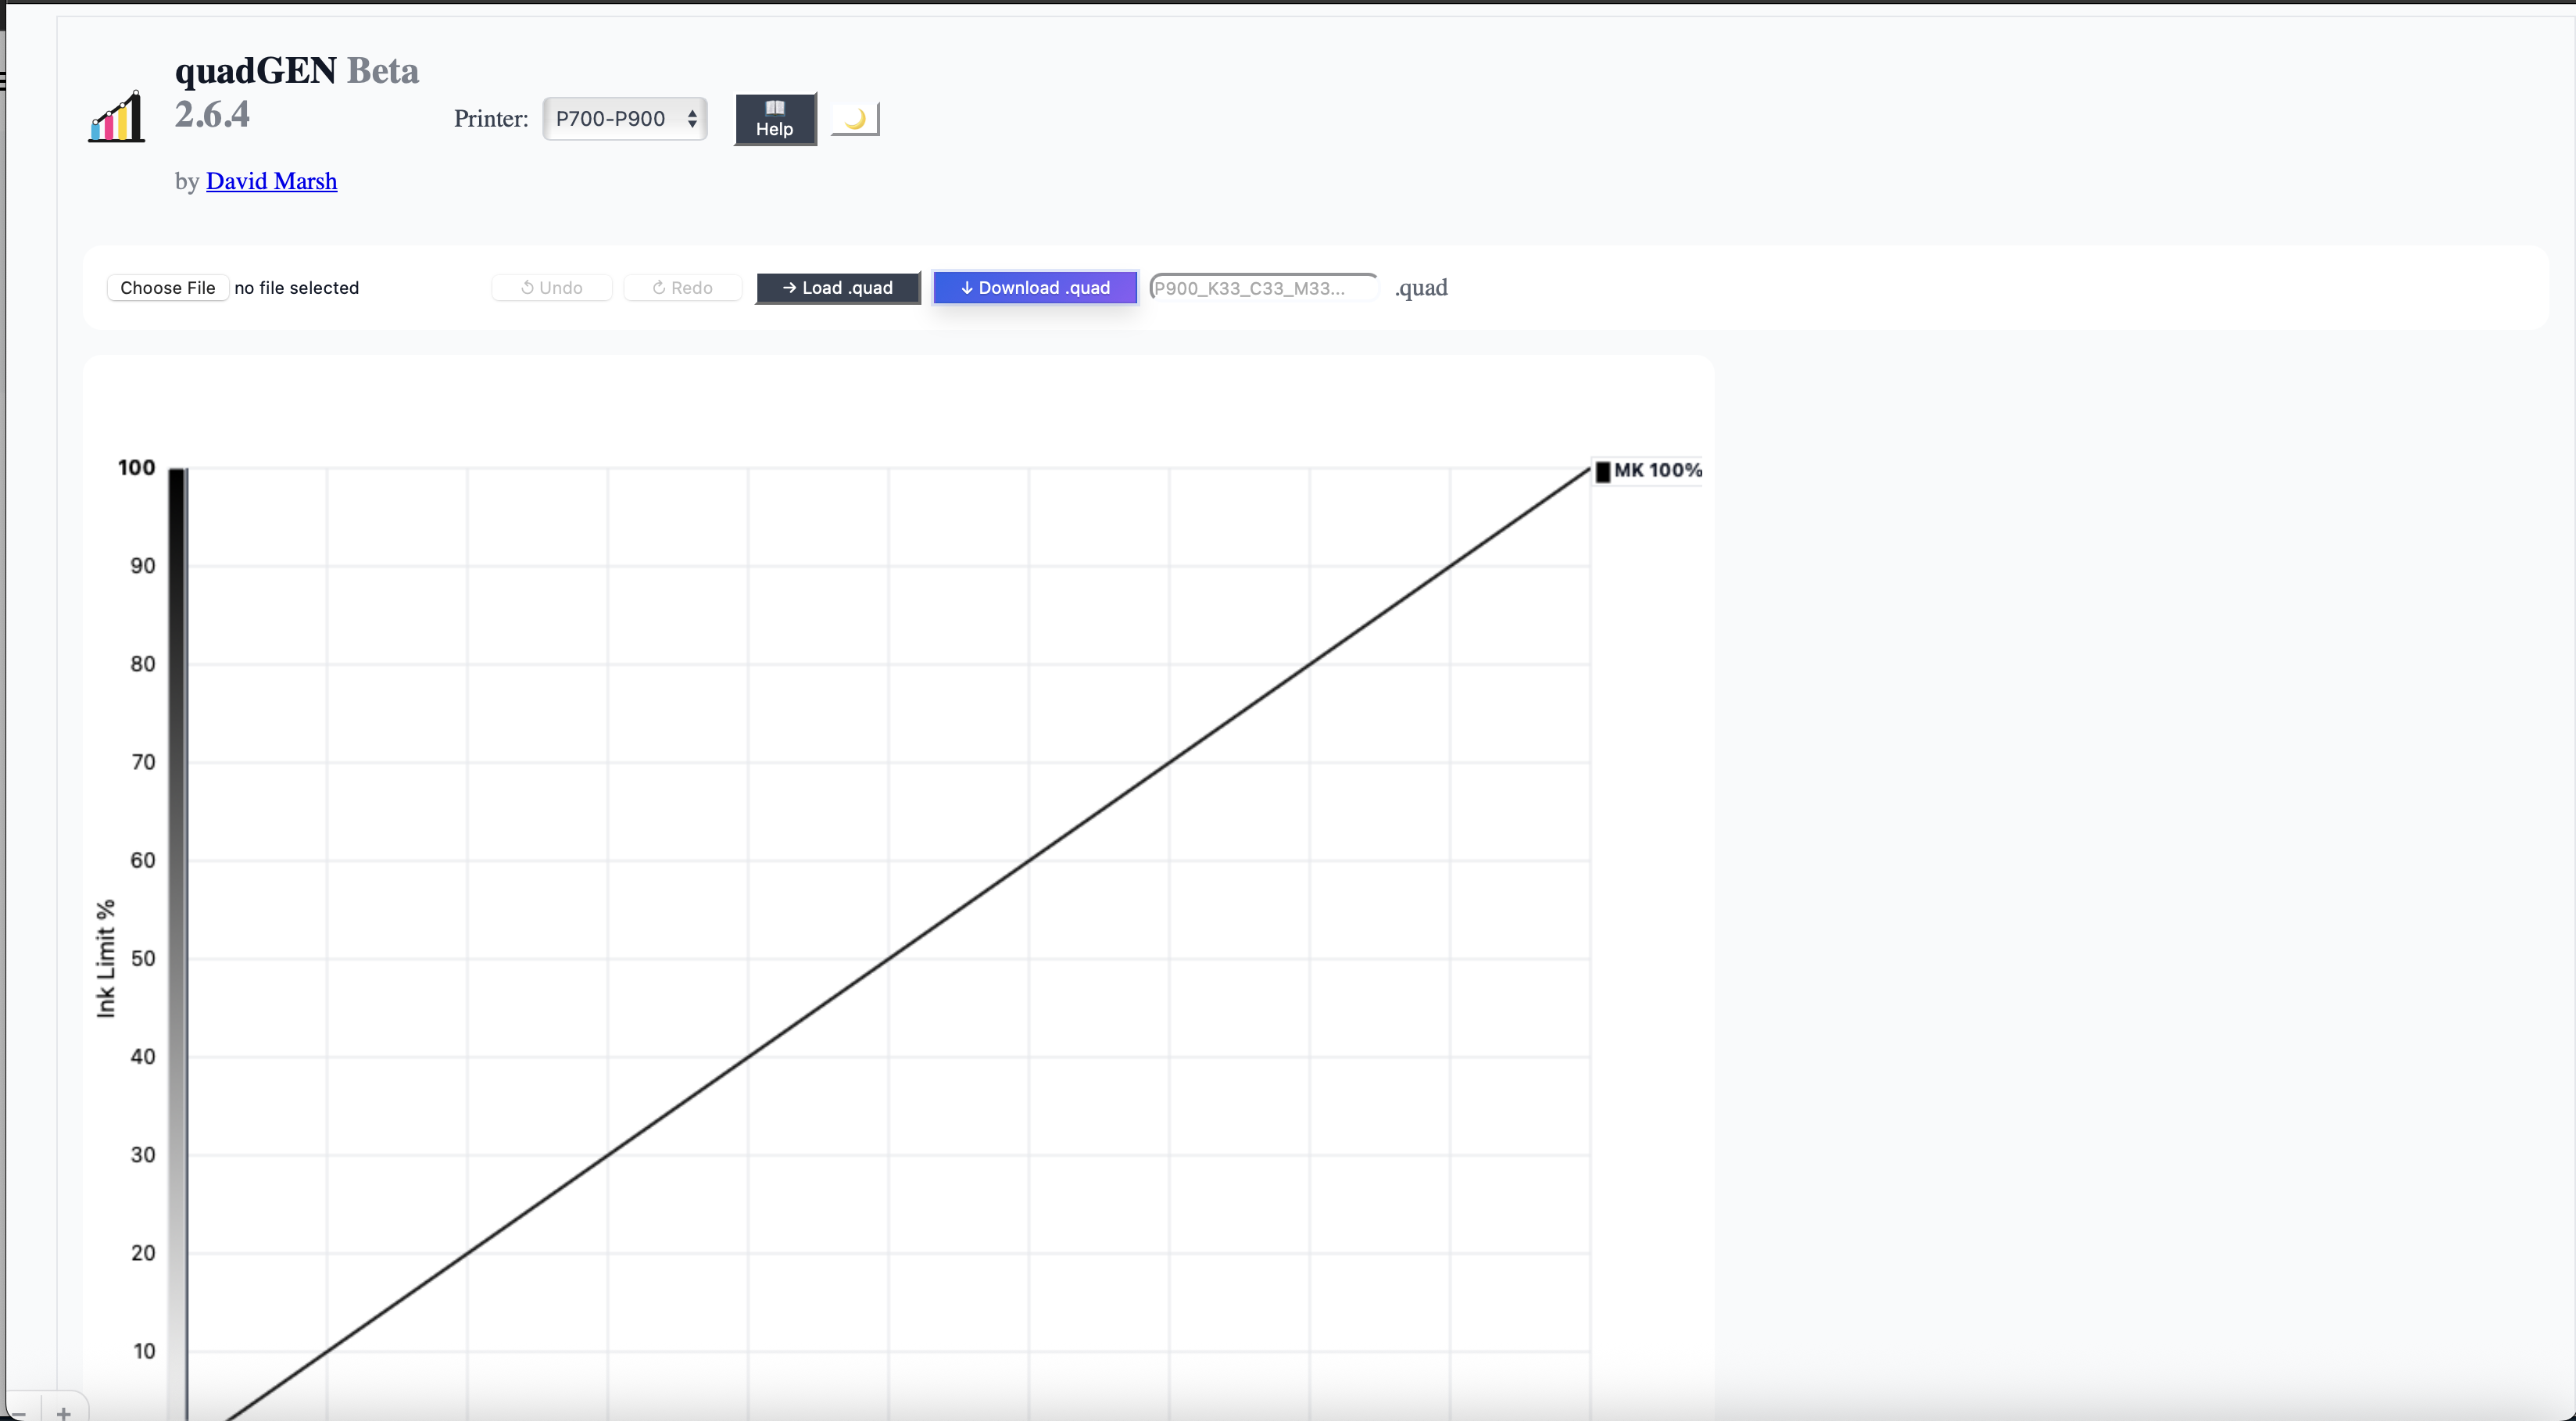 quadGEN Beta
2.6.4
by David Marsh
Printer: P700-P900
Help
Choose File no file selected
Undo
Redo
→ Load .quad
↓ Download .quad
P900_K33_C33_M33... .quad
MK 100%
100
90
80
70
60
50
40
30
20
10
Ink Limit %
− +